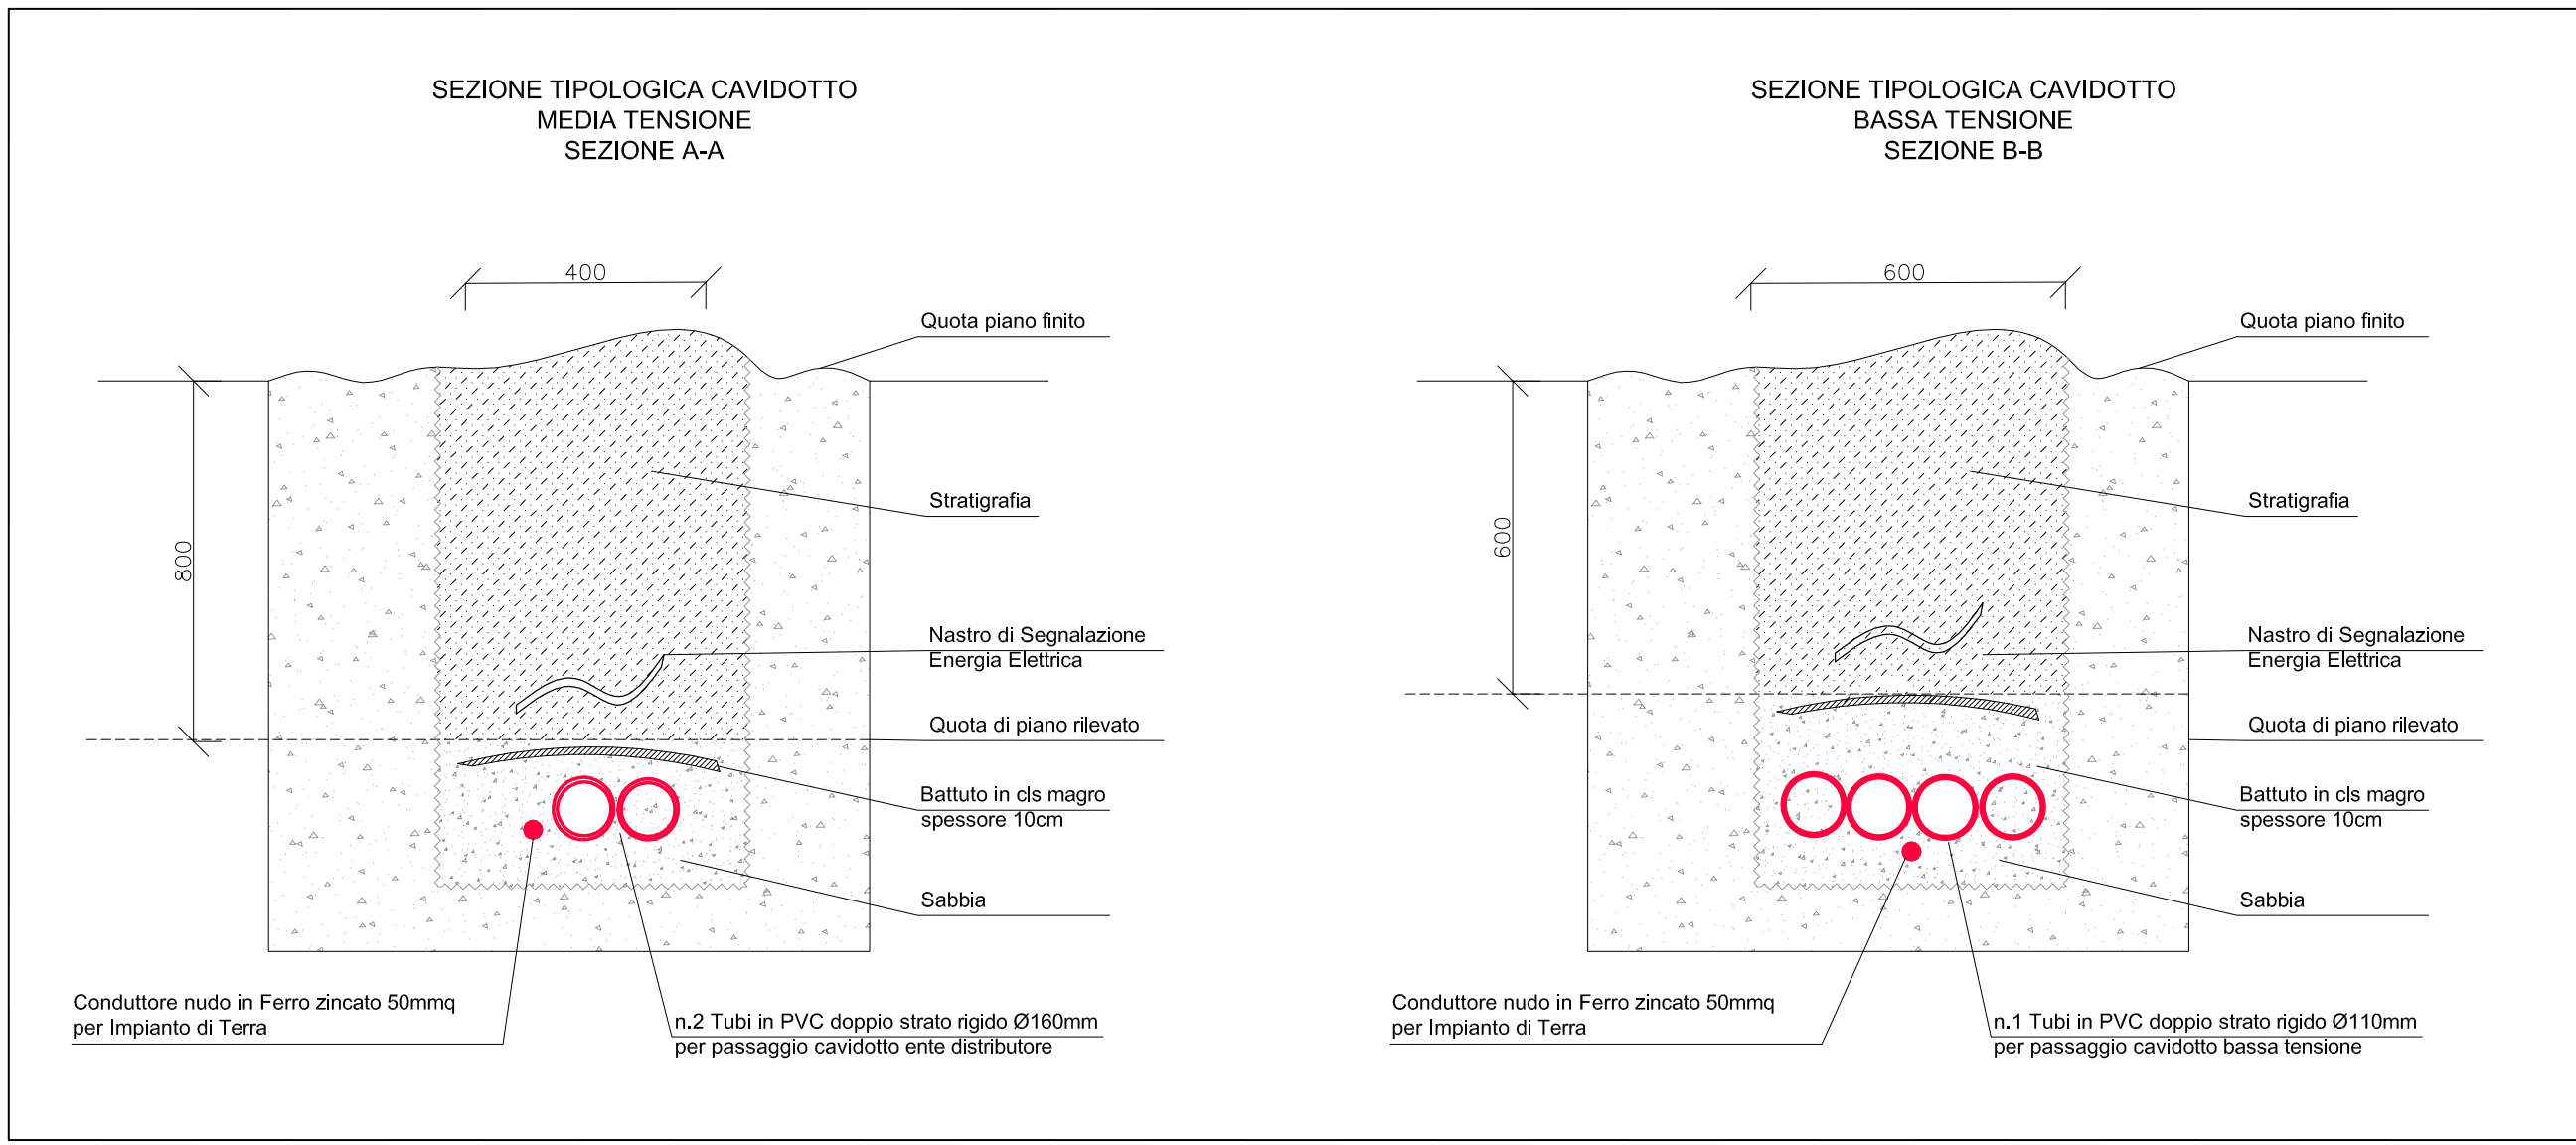 SEZIONE TIPOLOGICA CAVIDOTTO
MEDIA TENSIONE
SEZIONE A-A
400
Quota piano finito
Stratigrafia
800
Nastro di Segnalazione
Energia Elettrica
Quota di piano rilevato
Battuto in cls magro
spessore 10cm
Sabbia
Conduttore nudo in Ferro zincato 50mmq
per Impianto di Terra
n.2 Tubi in PVC doppio strato rigido Ø160mm
per passaggio cavidotto ente distributore
SEZIONE TIPOLOGICA CAVIDOTTO
BASSA TENSIONE
SEZIONE B-B
600
Quota piano finito
Stratigrafia
600
Nastro di Segnalazione
Energia Elettrica
Quota di piano rilevato
Battuto in cls magro
spessore 10cm
Sabbia
Conduttore nudo in Ferro zincato 50mmq
per Impianto di Terra
n.1 Tubi in PVC doppio strato rigido Ø110mm
per passaggio cavidotto bassa tensione